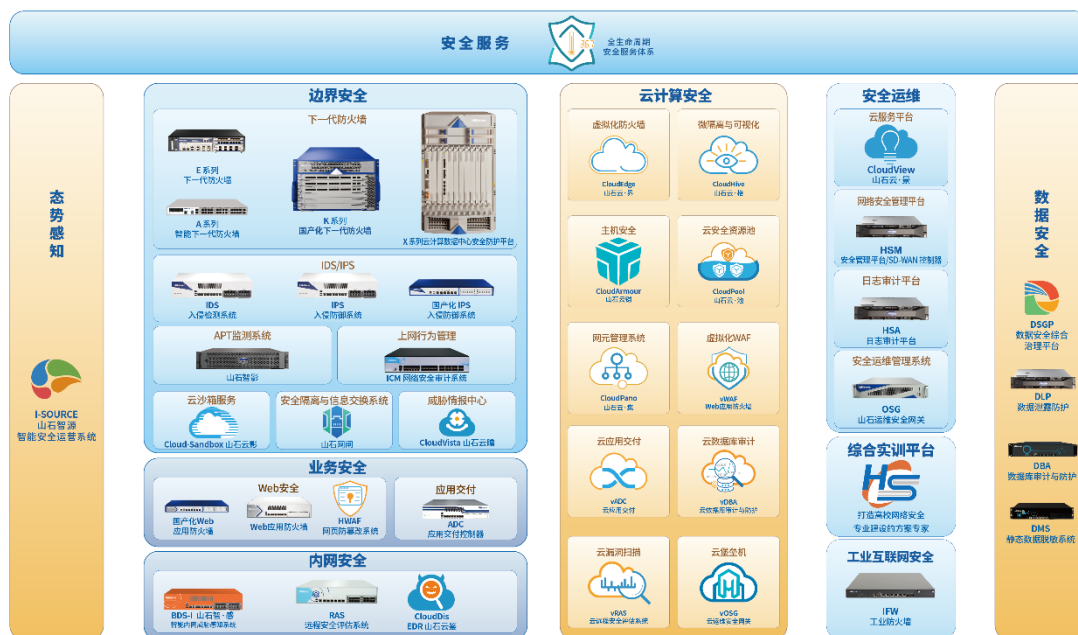 安全服务
360
全生命周期
安全服务体系
态势感知
I-SOURCE
山石智源
智能安全运营系统
边界安全
下一代防火墙
E系列
下一代防火墙
A系列
智能下一代防火墙
K系列
国产化下一代防火墙
X系列云计算数据中心安全防护平台
IDS/IPS
IDS
入侵检测系统
IPS
入侵防御系统
国产化 IPS
入侵防御系统
APT监测系统
山石智影
上网行为管理
ICM 网络安全审计系统
云沙箱服务
Cloud-Sandbox 山石云影
安全隔离与信息交换系统
山石网闸
威胁情报中心
CloudVista 山石云瞻
业务安全
Web安全
国产化Web
应用防火墙
Web应用防火墙
HWAF
网页防篡改系统
应用交付
ADC
应用交付控制器
内网安全
BDS-I 山石智·感
智能内网威胁感知系统
RAS
远程安全评估系统
CloudDis
EDR 山石云鉴
云计算安全
虚拟化防火墙
CloudEdge
山石云·界
微隔离与可视化
CloudHive
山石云·格
主机安全
CloudArmour
山石云铠
云安全资源池
CloudPool
山石云·池
网元管理系统
CloudPano
山石云·集
虚拟化WAF
vWAF
Web应用防火墙
云应用交付
vADC
云应用交付
云数据库审计
vDBA
云数据库审计与防护
云漏洞扫描
vRAS
云远程安全评估系统
云堡垒机
vOSG
云运维安全网关
安全运维
云服务平台
CloudView
山石云·景
网络安全管理平台
HSM
安全管理平台/SD-WAN 控制器
日志审计平台
HSA
日志审计平台
安全运维管理系统
OSG
山石运维安全网关
综合实训平台
HS
打造高校网络安全
专业建设的方案专家
工业互联网安全
IFW
工业防火墙
数据安全
DSGP
数据安全综合
治理平台
DLP
数据泄露防护
DBA
数据库审计与防护
DMS
静态数据脱敏系统